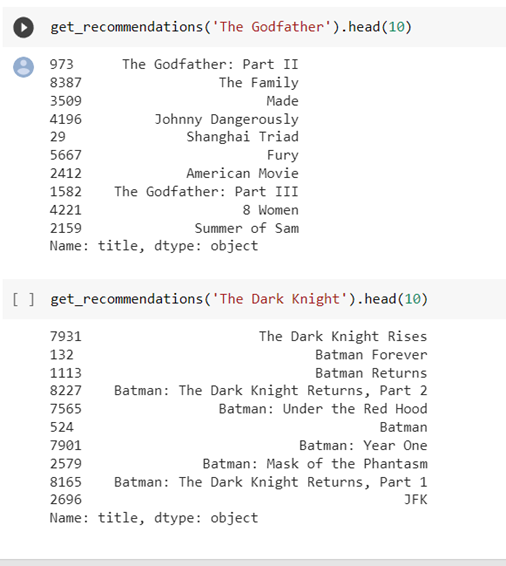 get_recommendations('The Godfather').head(10)
973 The Godfather: Part II
8387 The Family
3509 Made
4196 Johnny Dangerously
29 Shanghai Triad
5667 Fury
2412 American Movie
1582 The Godfather: Part III
4221 8 Women
2159 Summer of Sam
Name: title, dtype: object
[ ] get_recommendations('The Dark Knight').head(10)
7931 The Dark Knight Rises
132 Batman Forever
1113 Batman Returns
8227 Batman: The Dark Knight Returns, Part 2
7565 Batman: Under the Red Hood
524 Batman
7901 Batman: Year One
2579 Batman: Mask of the Phantasm
8165 Batman: The Dark Knight Returns, Part 1
2696 JFK
Name: title, dtype: object